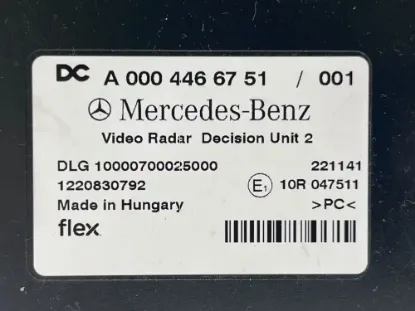 DC A 000 446 67 51 / 001
Mercedes-Benz
Video Radar Decision Unit 2
DLG 10000700025000 221141
1220830792 E1 10R 047511
Made in Hungary >PC<
flex